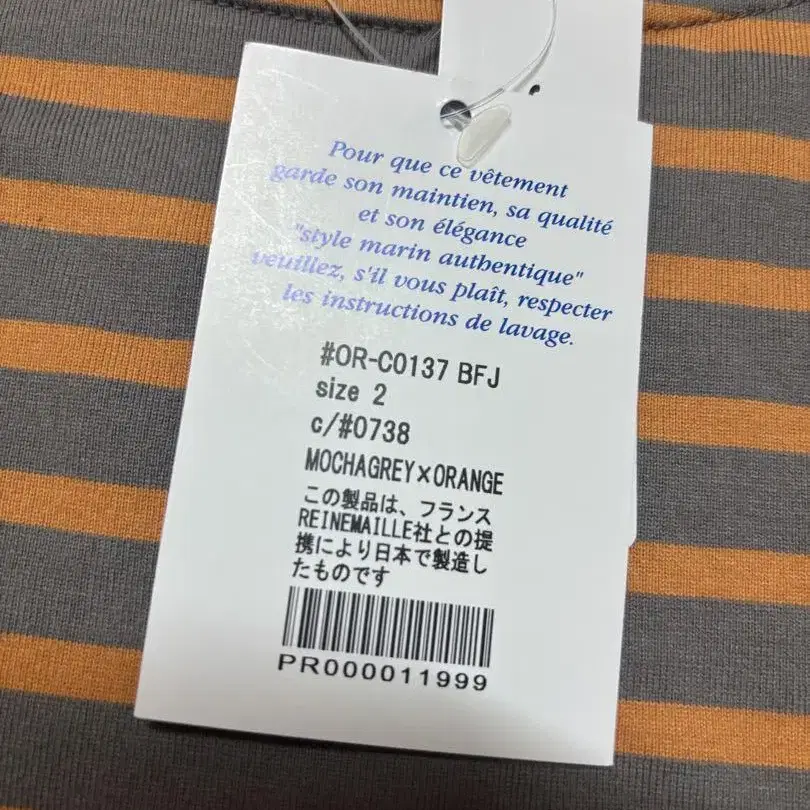 Pour que ce vêtement
garde son maintien, sa qualité
et son élégance
"style marin authentique"
veuillez, s'il vous plaît, respecter
les instructions de lavage.
#OR-C0137 BFJ
size 2
c/#0738
MOCHAGREY×ORANGE
この製品は、フランス
REINEMAILLE社との提
携により日本で製造し
たものです
PR000011999